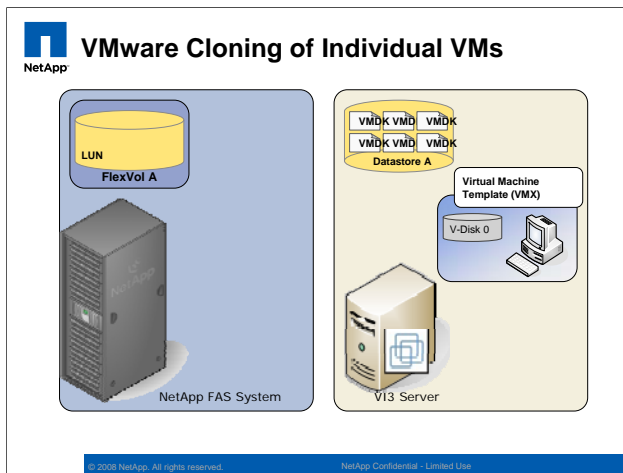 NetApp
VMware Cloning of Individual VMs
LUN
FlexVol A
NetApp
NetApp FAS System
VMDK VMD VMDK
VMDK VMD VMDK
Datastore A
Virtual Machine
Template (VMX)
V-Disk 0
VI3 Server
© 2008 NetApp. All rights reserved.
NetApp Confidential - Limited Use